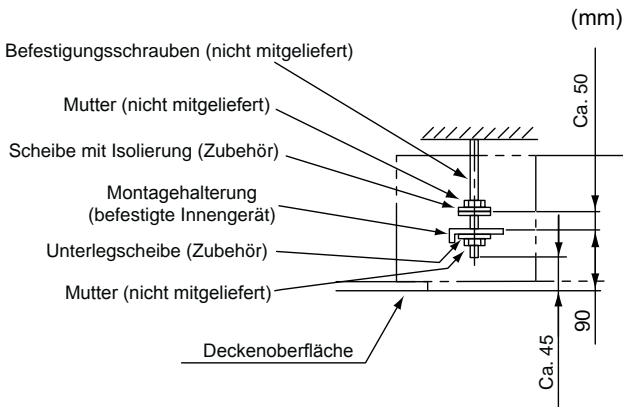 (mm)
Befestigungsschrauben (nicht mitgeliefert)
Mutter (nicht mitgeliefert)
Scheibe mit Isolierung (Zubehör)
Montagehalterung
(befestigte Innengerät)
Unterlegscheibe (Zubehör)
Mutter (nicht mitgeliefert)
Deckenoberfläche
Ca. 50
Ca. 45
90